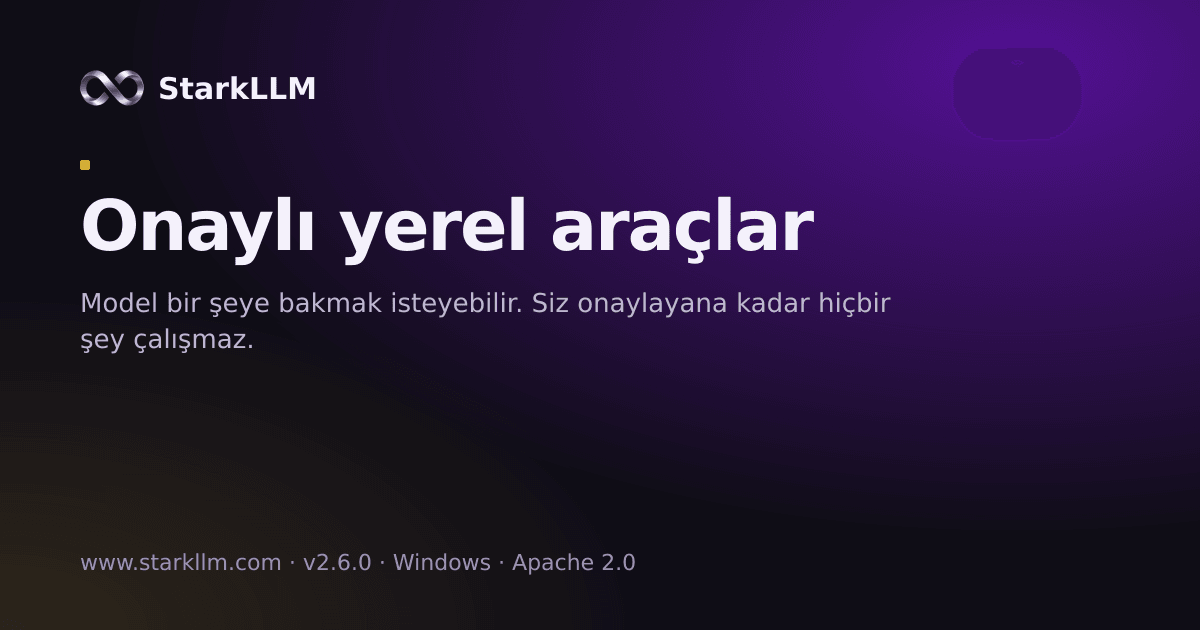 StarkLLM
Onaylı yerel araçlar
Model bir şeye bakmak isteyebilir. Siz onaylayana kadar hiçbir
şey çalışmaz.
www.starkllm.com · v2.6.0 · Windows · Apache 2.0